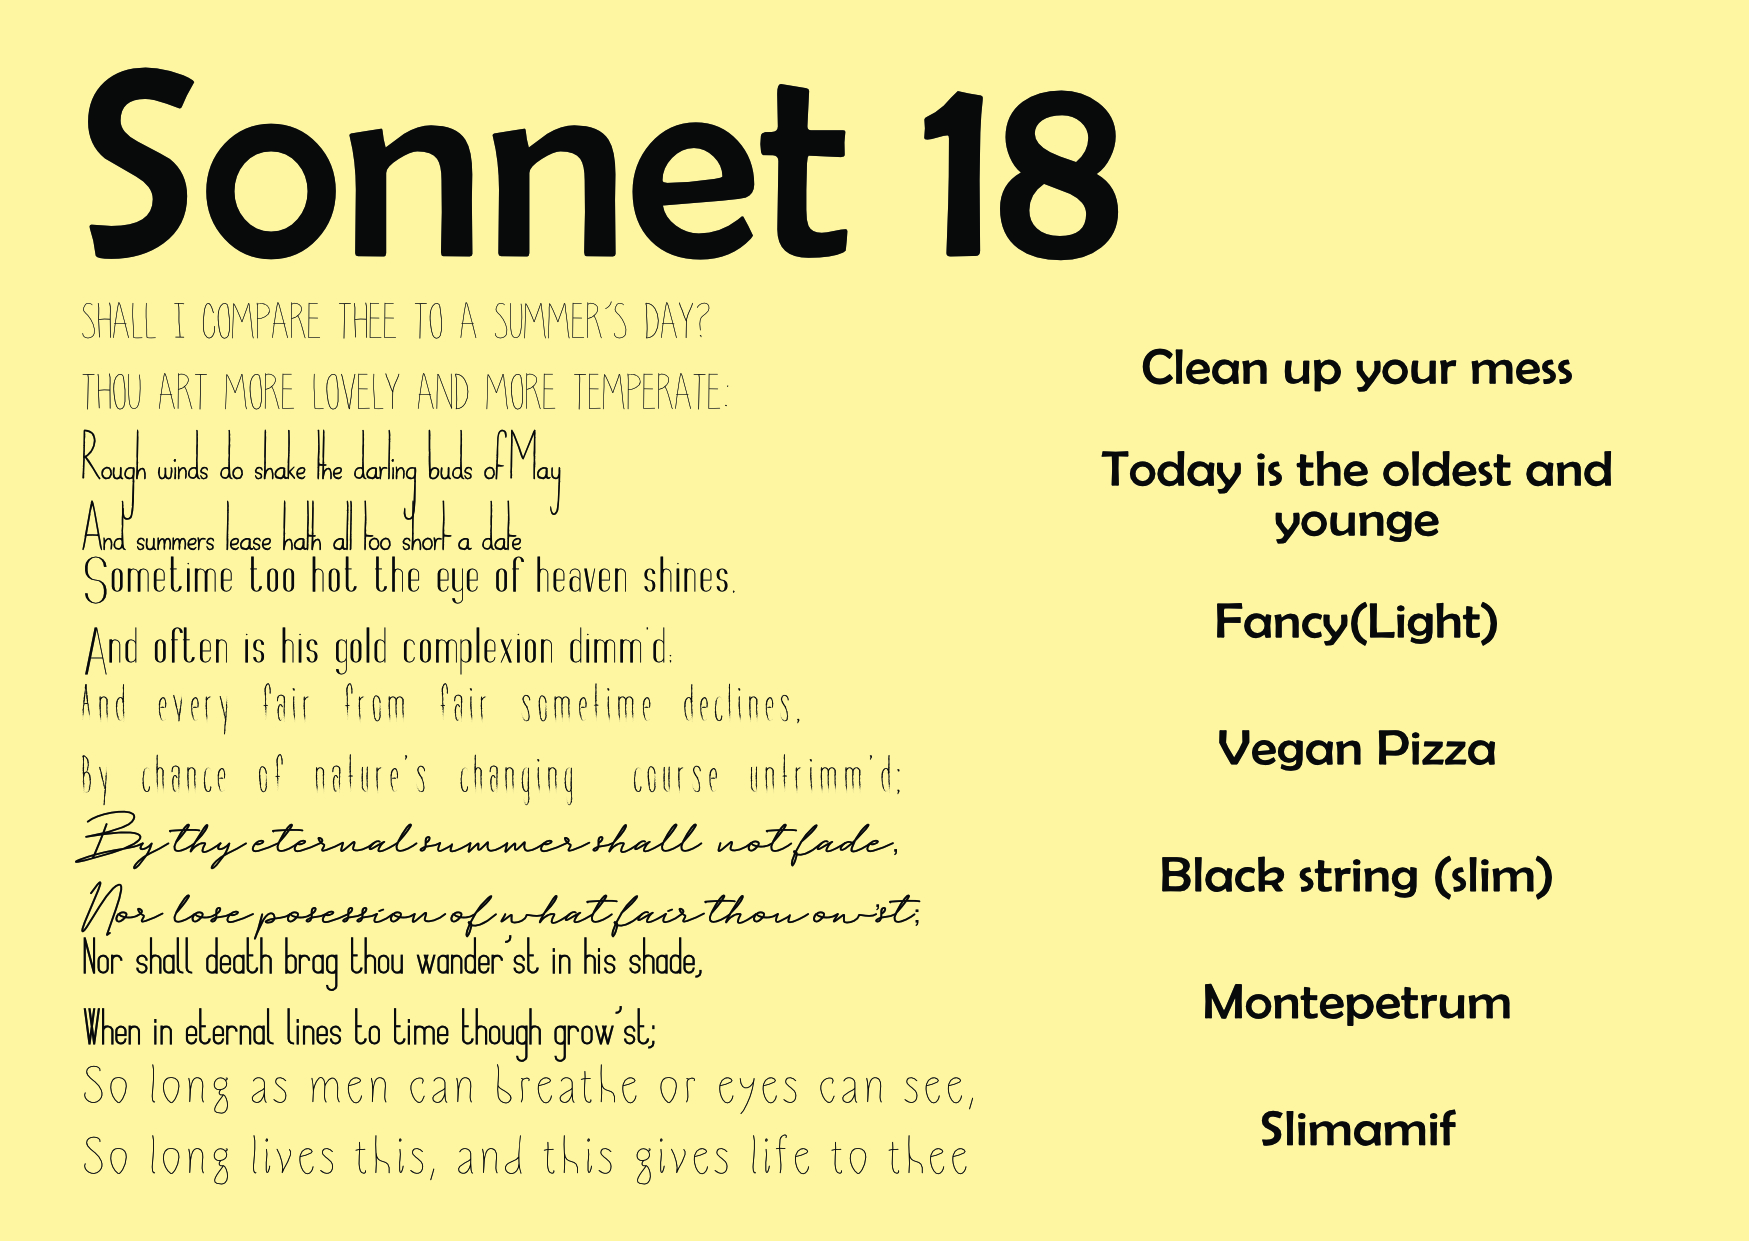 Sonnet 18
SHALL I COMPARE THEE TO A SUMMER'S DAY?
THOU ART MORE LOVELY AND MORE TEMPERATE:
Rough winds do shake the darling buds of May
And summers lease hath all too short a date
Sometime too hot the eye of heaven shines.
And often is his gold complexion dimm'd:
And every fair from fair sometime declines,
By chance of nature's changing course untrimm'd;
By thy eternal summer shall not fade,
Nor lose posession of what fair thou ow'st;
Nor shall death brag thou wander'st in his shade,
When in eternal lines to time though grow'st;
So long as men can breathe or eyes can see,
So long lives this, and this gives life to thee
Clean up your mess
Today is the oldest and
younge
Fancy(Light)
Vegan Pizza
Black string (slim)
Montepetrum
Slimamif